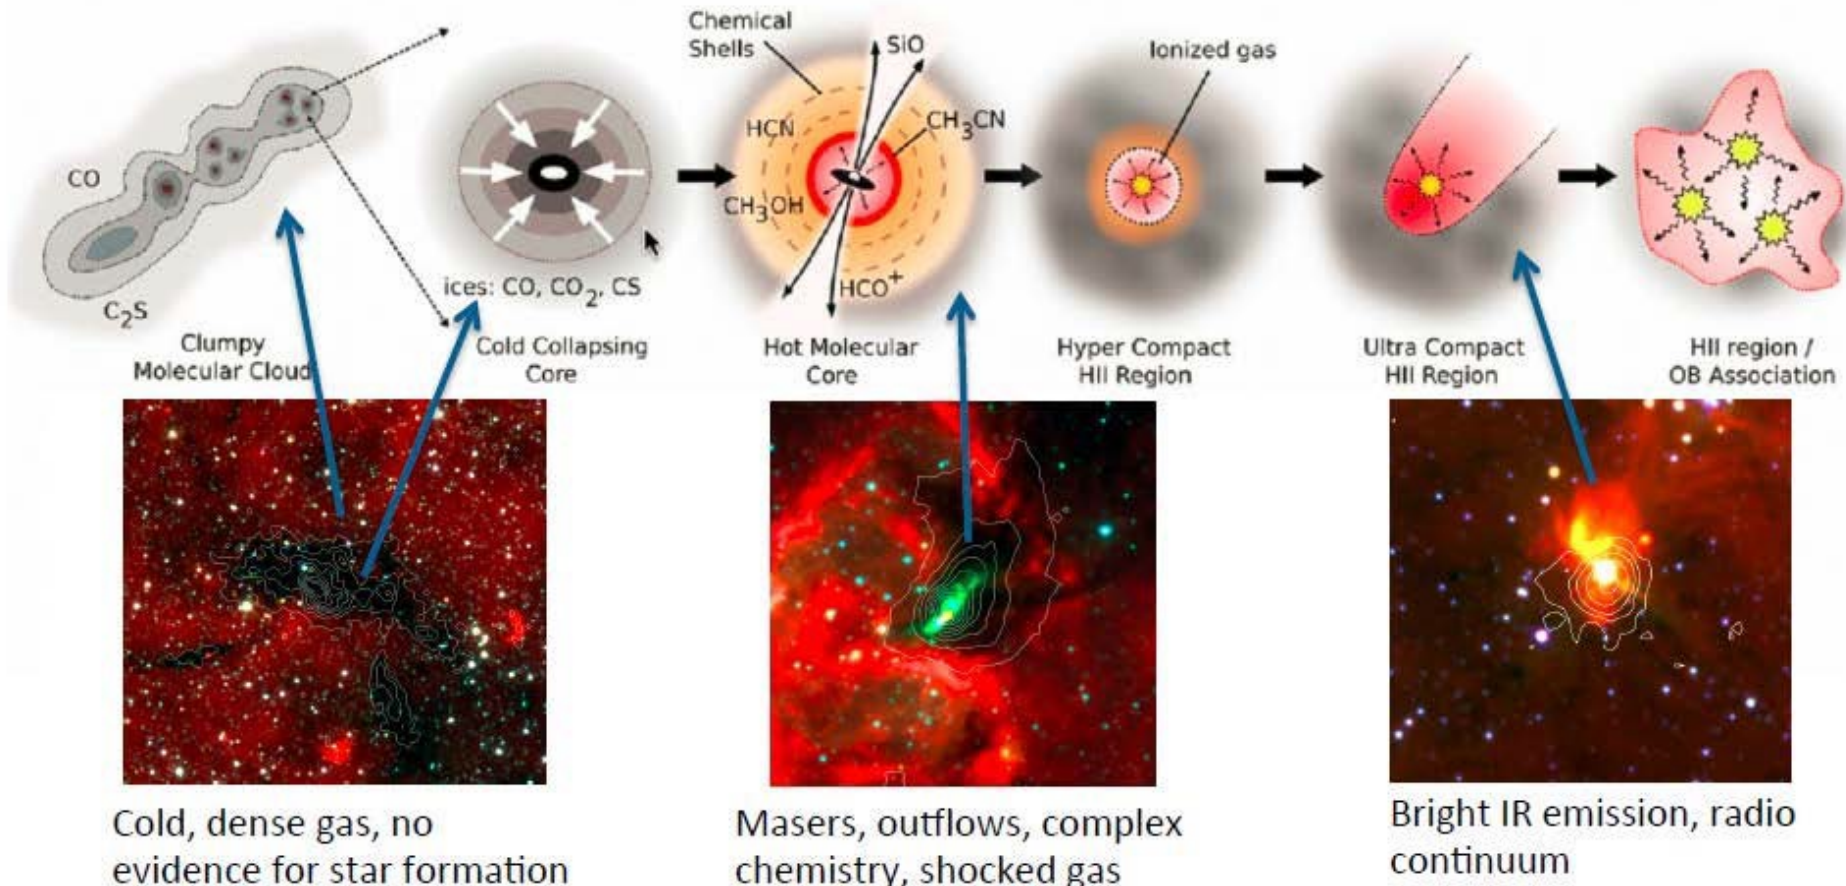 CO
C₂S
Clumpy
Molecular Cloud
ices: CO, CO₂, CS
Cold Collapsing
Core
Chemical
Shells
SiO
HCN
CH₃CN
CH₃OH
HCO⁺
Hot Molecular
Core
Ionized gas
Hyper Compact
HII Region
Ultra Compact
HII Region
HII region /
OB Association
Cold, dense gas, no
evidence for star formation
Masers, outflows, complex
chemistry, shocked gas
Bright IR emission, radio
continuum